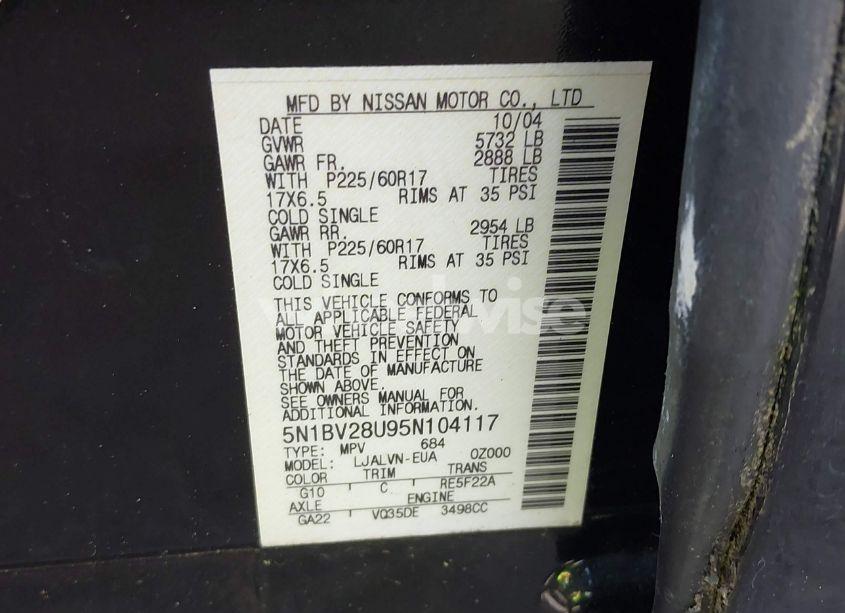 MFD BY NISSAN MOTOR CO., LTD
DATE 10/04
GVWR 5732 LB
GAWR FR. 2888 LB
WITH P225/60R17 TIRES
17X6.5 RIMS AT 35 PSI
COLD SINGLE
GAWR RR. 2954 LB
WITH P225/60R17 TIRES
17X6.5 RIMS AT 35 PSI
COLD SINGLE
THIS VEHICLE CONFORMS TO
ALL APPLICABLE FEDERAL
MOTOR VEHICLE SAFETY
AND THEFT PREVENTION
STANDARDS IN EFFECT ON
THE DATE OF MANUFACTURE
SHOWN ABOVE.
SEE OWNERS MANUAL FOR
ADDITIONAL INFORMATION.
5N1BV28U95N104117
TYPE: MPV 684
MODEL: LJALVN-EUA 0Z000
COLOR TRIM TRANS
G10 C RE5F22A
AXLE ENGINE
GA22 VQ35DE 3498CC